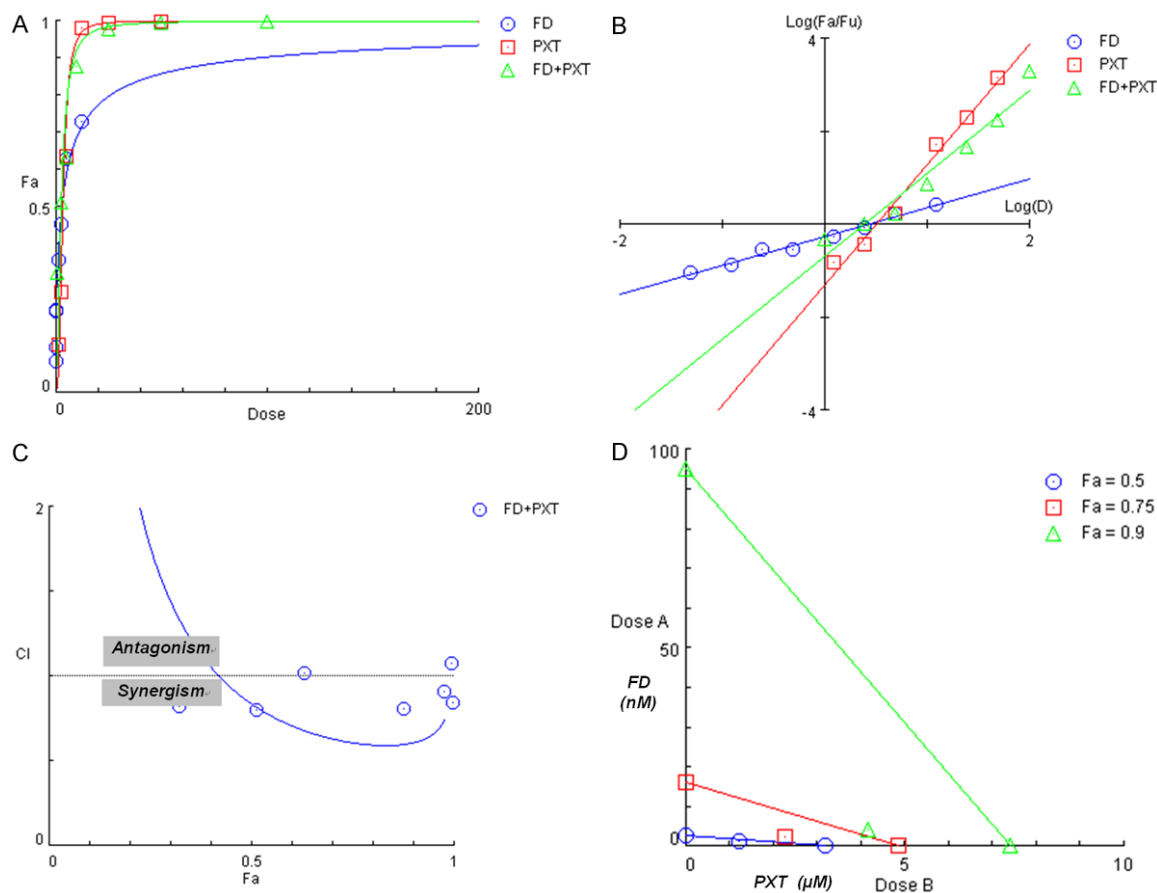 A
1
Fa
0.5
0
0
Dose
200
FD
PXT
FD+PXT
B
Log(Fa/Fu)
4
FD
PXT
FD+PXT
Log(D)
-2
2
-4
C
2
FD+PXT
CI
Antagonism
Synergism
0
0
0.5
Fa
1
D
100
Fa = 0.5
Fa = 0.75
Fa = 0.9
Dose A
50
FD
(nM)
0
0
5
10
PXT (µM)
Dose B